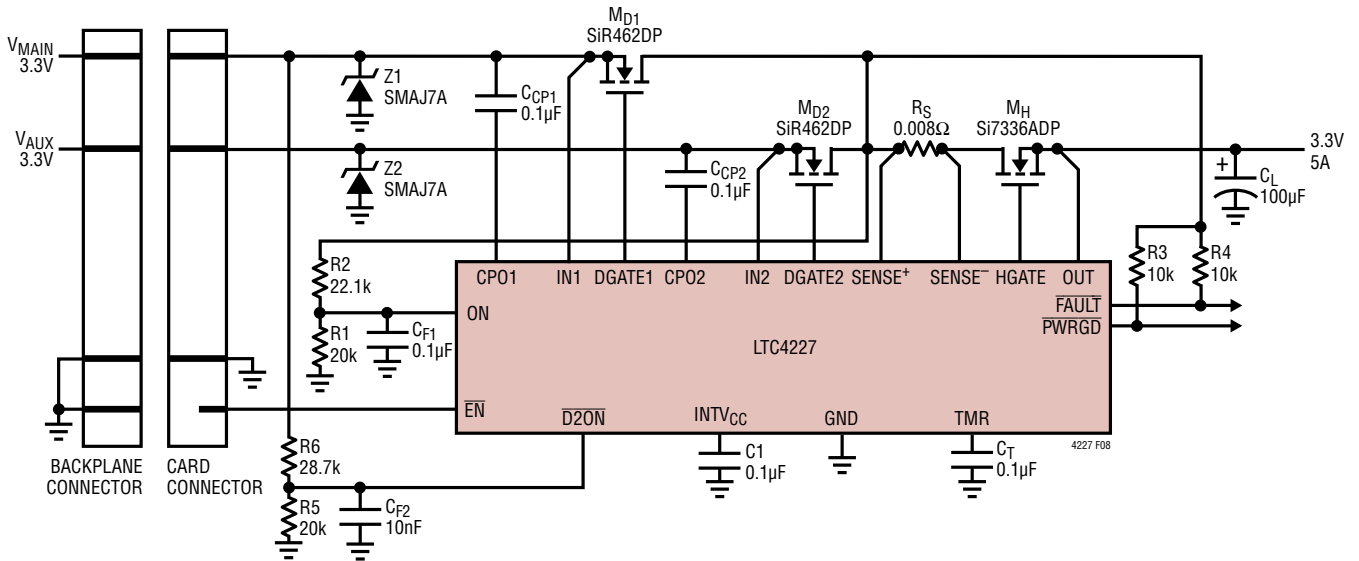 M_D1
SiR462DP
V_MAIN
3.3V
Z1
SMAJ7A
C_CP1
0.1µF
M_D2
SiR462DP
R_S
0.008Ω
M_H
Si7336ADP
V_AUX
3.3V
3.3V
5A
Z2
SMAJ7A
C_CP2
0.1µF
+
C_L
100µF
R2
22.1k
R3
10k
R4
10k
CPO1
IN1
DGATE1
CPO2
IN2
DGATE2
SENSE⁺
SENSE⁻
HGATE
OUT
ON
F̅A̅U̅L̅T̅
P̅W̅R̅G̅D̅
R1
20k
C_F1
0.1µF
LTC4227
E̅N̅
D̅2̅O̅N̅
INTV_CC
GND
TMR
4227 F08
BACKPLANE
CONNECTOR
CARD
CONNECTOR
R6
28.7k
C1
0.1µF
C_T
0.1µF
R5
20k
C_F2
10nF